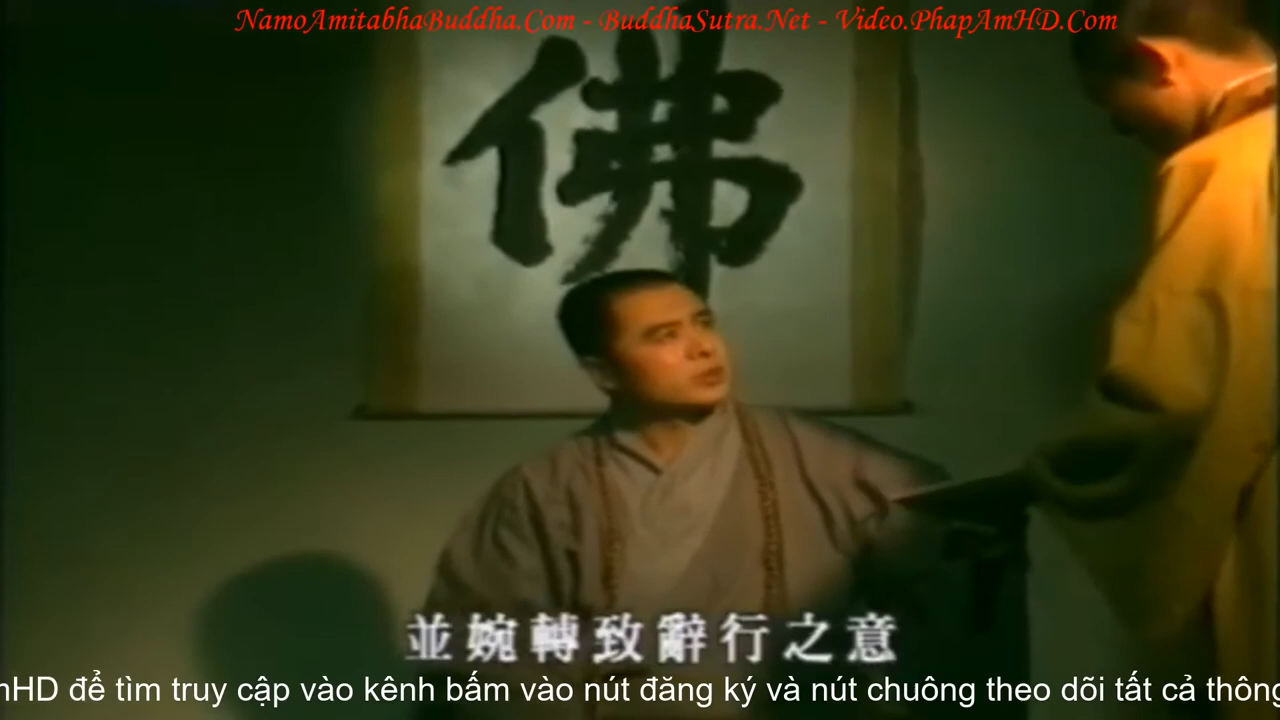 NamoAmitabhaBuddha.Com - BuddhaSutra.Net - Video.PhapAmHD.Com
佛
並婉轉致辭行之意
mHD để tìm truy cập vào kênh bấm vào nút đăng ký và nút chuông theo dõi tất cả thông